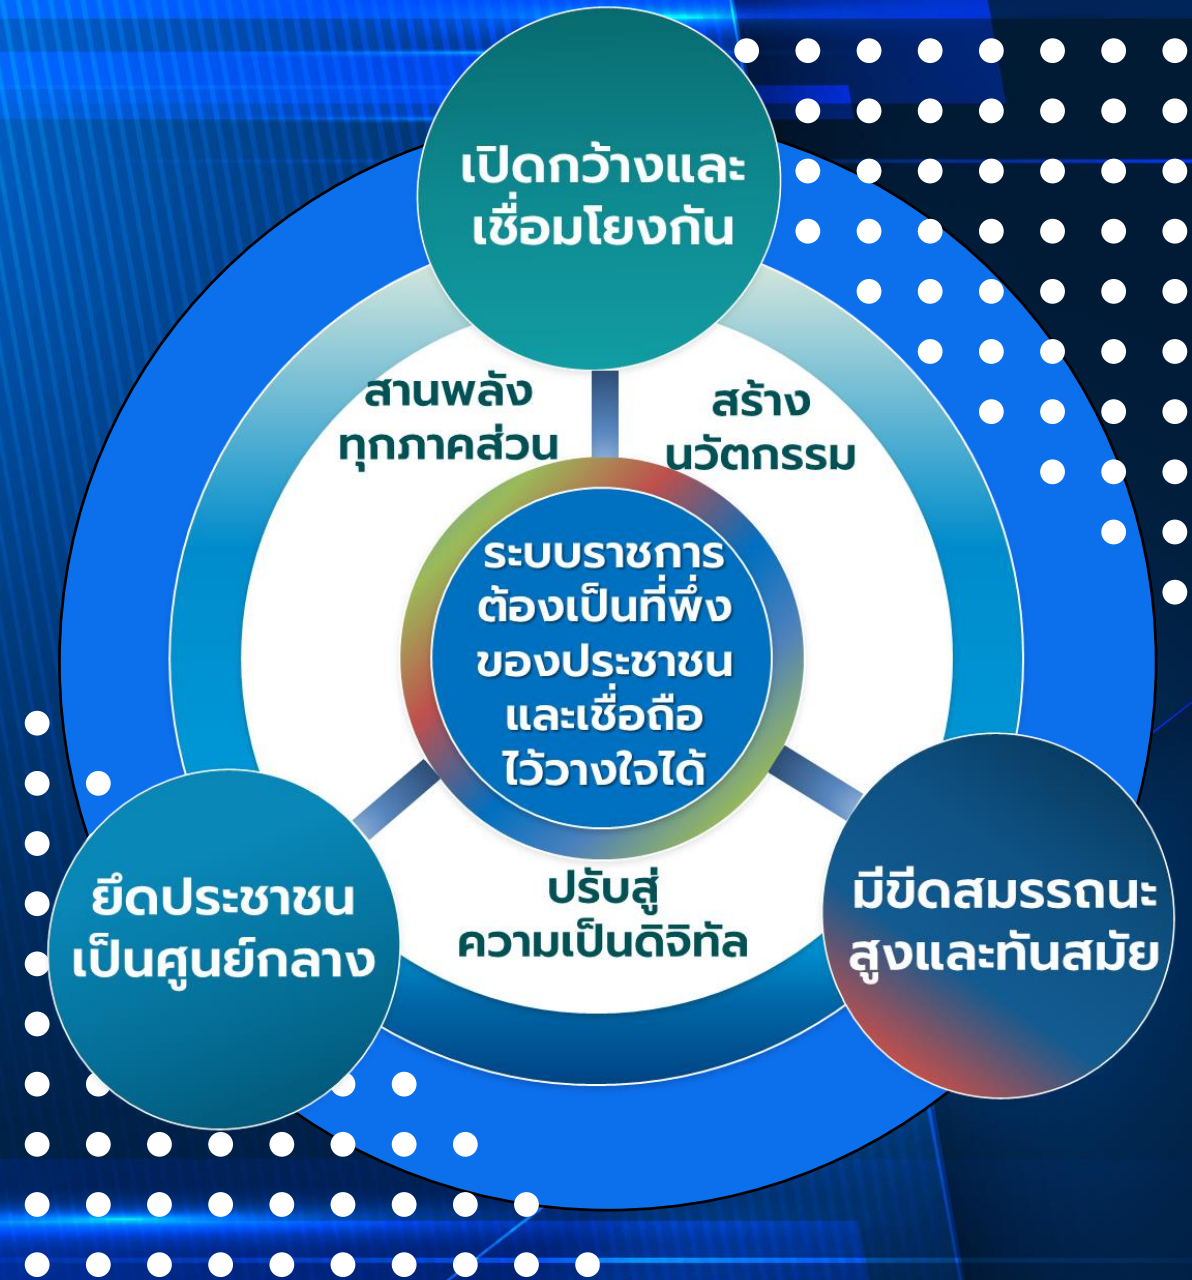 เปิดกว้างและ
เชื่อมโยงกัน
สานพลัง
ทุกภาคส่วน
สร้าง
นวัตกรรม
ระบบราชการ
ต้องเป็นที่พึ่ง
ของประชาชน
และเชื่อถือ
ไว้วางใจได้
ยึดประชาชน
เป็นศูนย์กลาง
ปรับสู่
ความเป็นดิจิทัล
มีขีดสมรรถนะ
สูงและทันสมัย